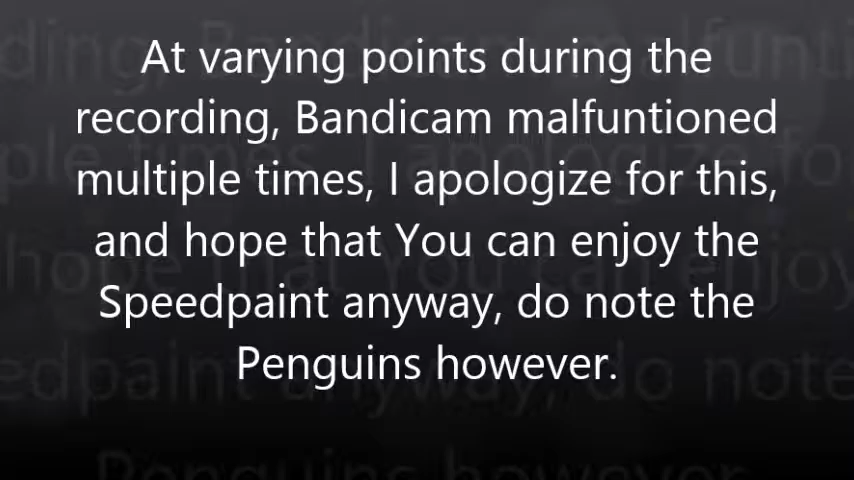 At varying points during the
recording, Bandicam malfuntioned
multiple times, I apologize for this,
and hope that You can enjoy the
Speedpaint anyway, do note the
Penguins however.